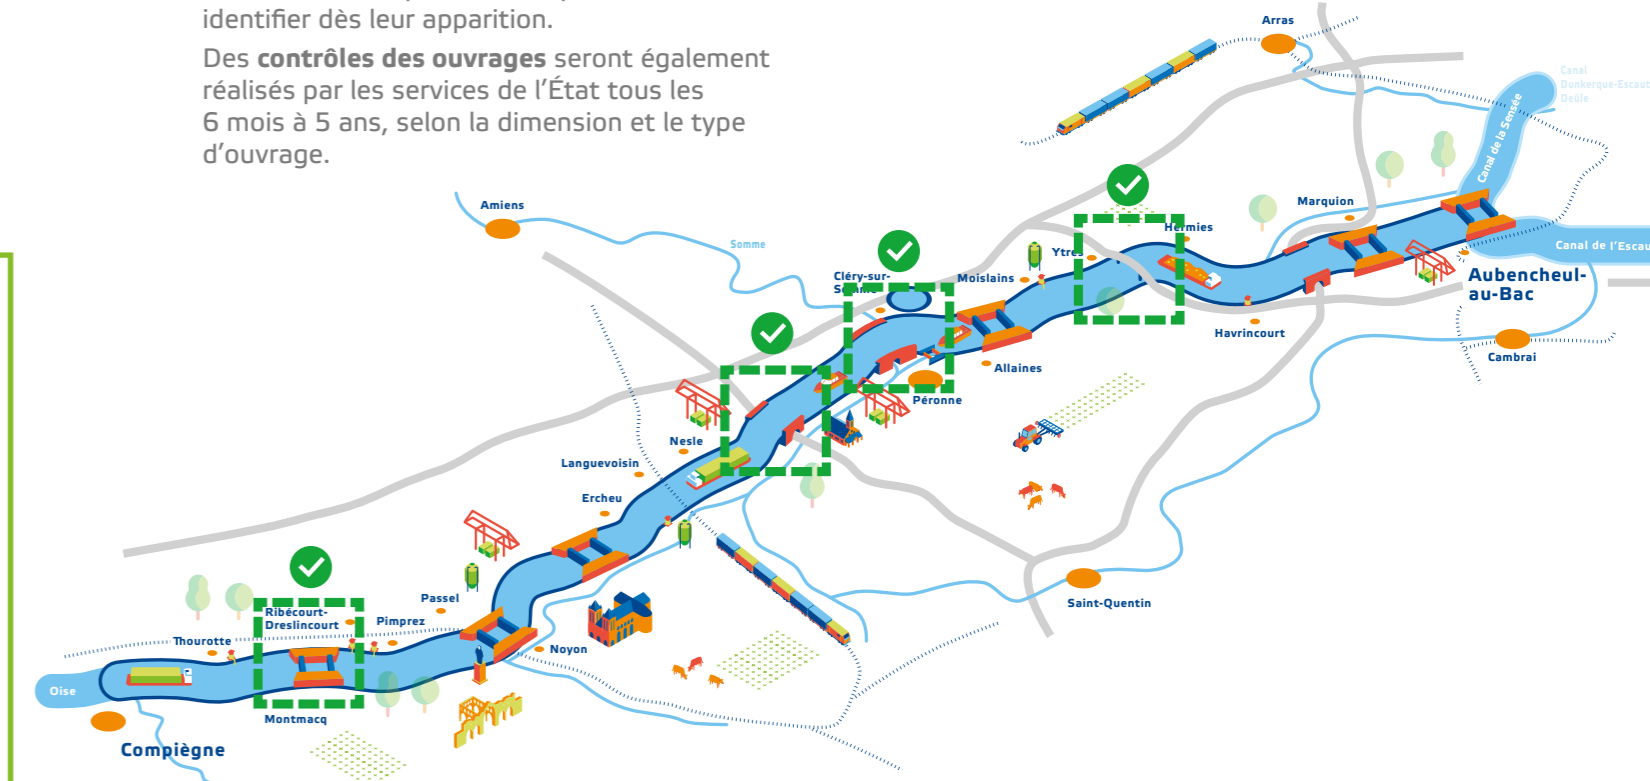 identifier dès leur apparition.
Des contrôles des ouvrages seront également
réalisés par les services de l'État tous les
6 mois à 5 ans, selon la dimension et le type
d'ouvrage.
Arras
Canal
Dunkerque-Escaut
Deûle
Canal de la Sensée
Amiens
Somme
Marquion
Hermies
Ytres
Canal de l'Escau
Cléry-sur-
Somme
Moislains
Aubencheul-
au-Bac
Havrincourt
Cambrai
Allaines
Péronne
Nesle
Languevoisin
Ercheu
Saint-Quentin
Passel
Ribécourt-
Dreslincourt
Pimprez
Thourotte
Noyon
Oise
Montmacq
Compiègne